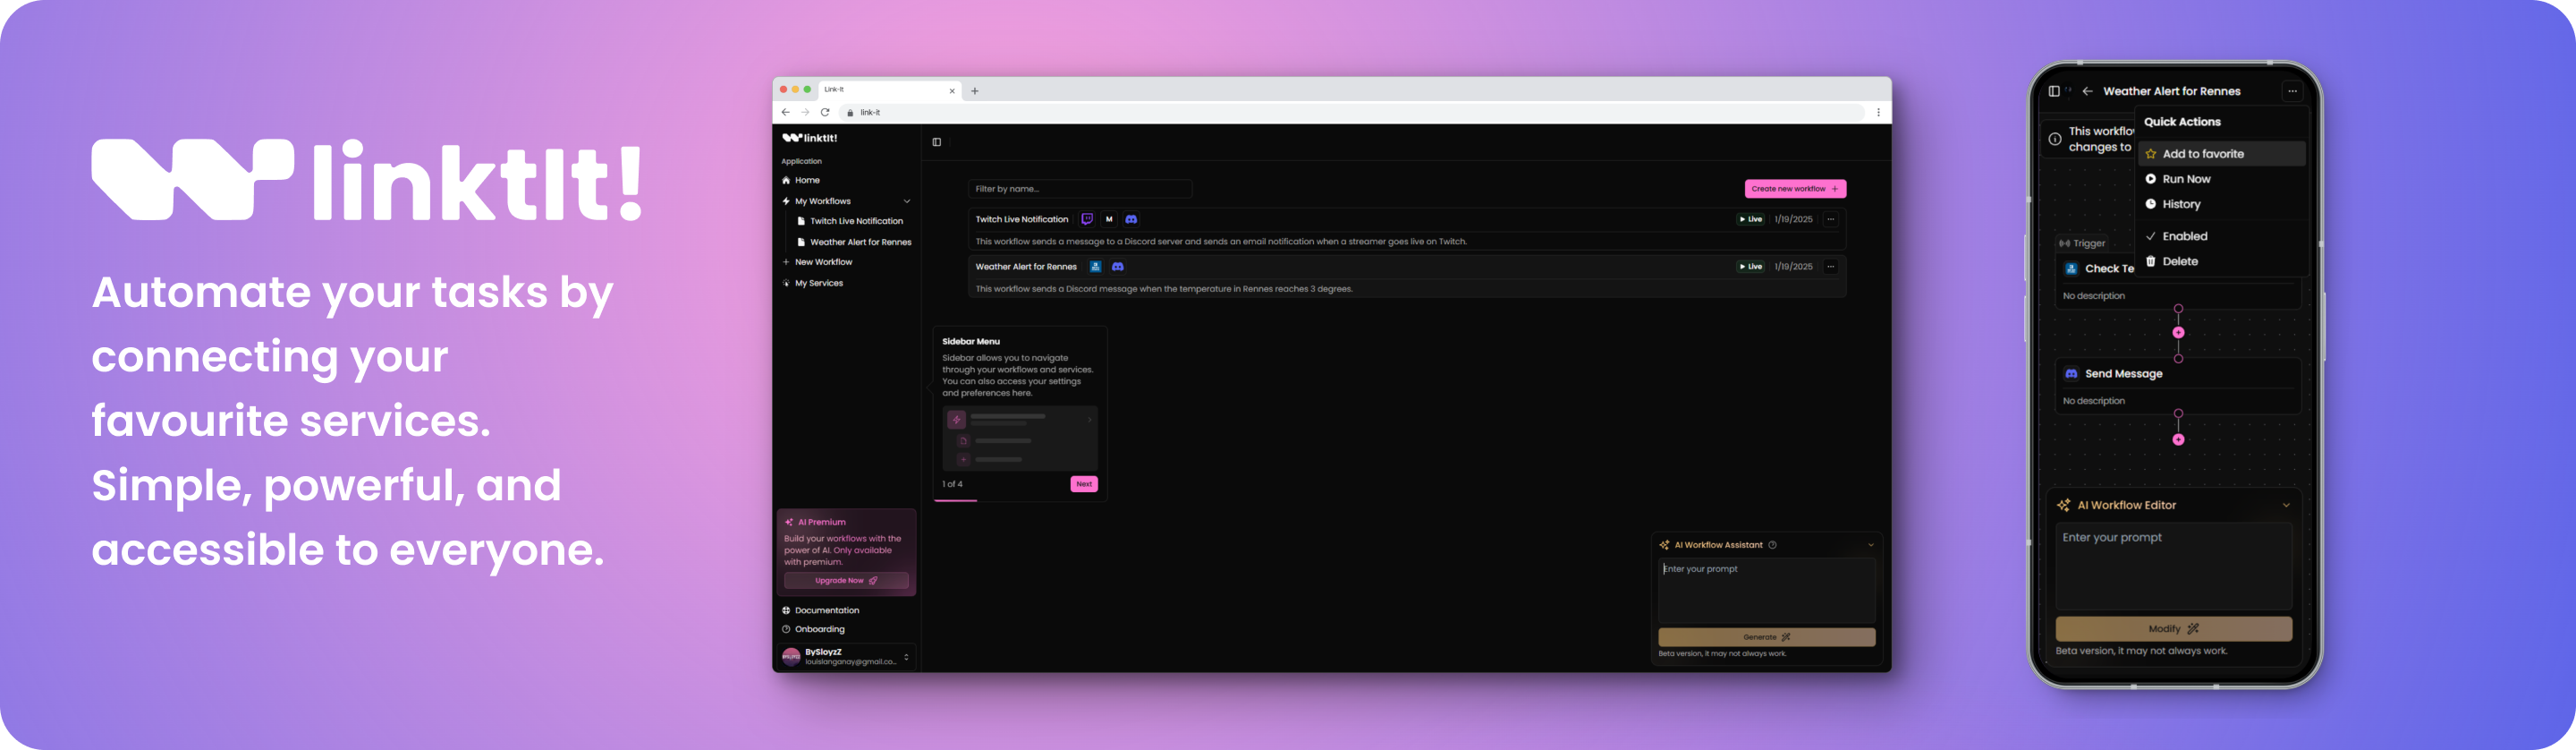 linktIt!
Automate your tasks by
connecting your
favourite services.
Simple, powerful, and
accessible to everyone.
Link-It
link-it
linktIt!
Application
Home
My Workflows
Twitch Live Notification
Weather Alert for Rennes
New Workflow
My Services
AI Premium
Build your workflows with the
power of AI. Only available
with premium.
Upgrade Now
Documentation
Onboarding
BySloyzZ
louislanganay@gmail.co...
Filter by name...
Create new workflow
Twitch Live Notification
M
Live
1/19/2025
This workflow sends a message to a Discord server and sends an email notification when a streamer goes live on Twitch.
Weather Alert for Rennes
Live
1/19/2025
This workflow sends a Discord message when the temperature in Rennes reaches 3 degrees.
Sidebar Menu
Sidebar allows you to navigate
through your workflows and services.
You can also access your settings
and preferences here.
1 of 4
Next
AI Workflow Assistant
Enter your prompt
Generate
Beta version, it may not always work.
Weather Alert for Rennes
This workflo
changes to
Quick Actions
Add to favorite
Run Now
History
Enabled
Delete
Trigger
Check Te
No description
Send Message
No description
AI Workflow Editor
Enter your prompt
Modify
Beta version, it may not always work.